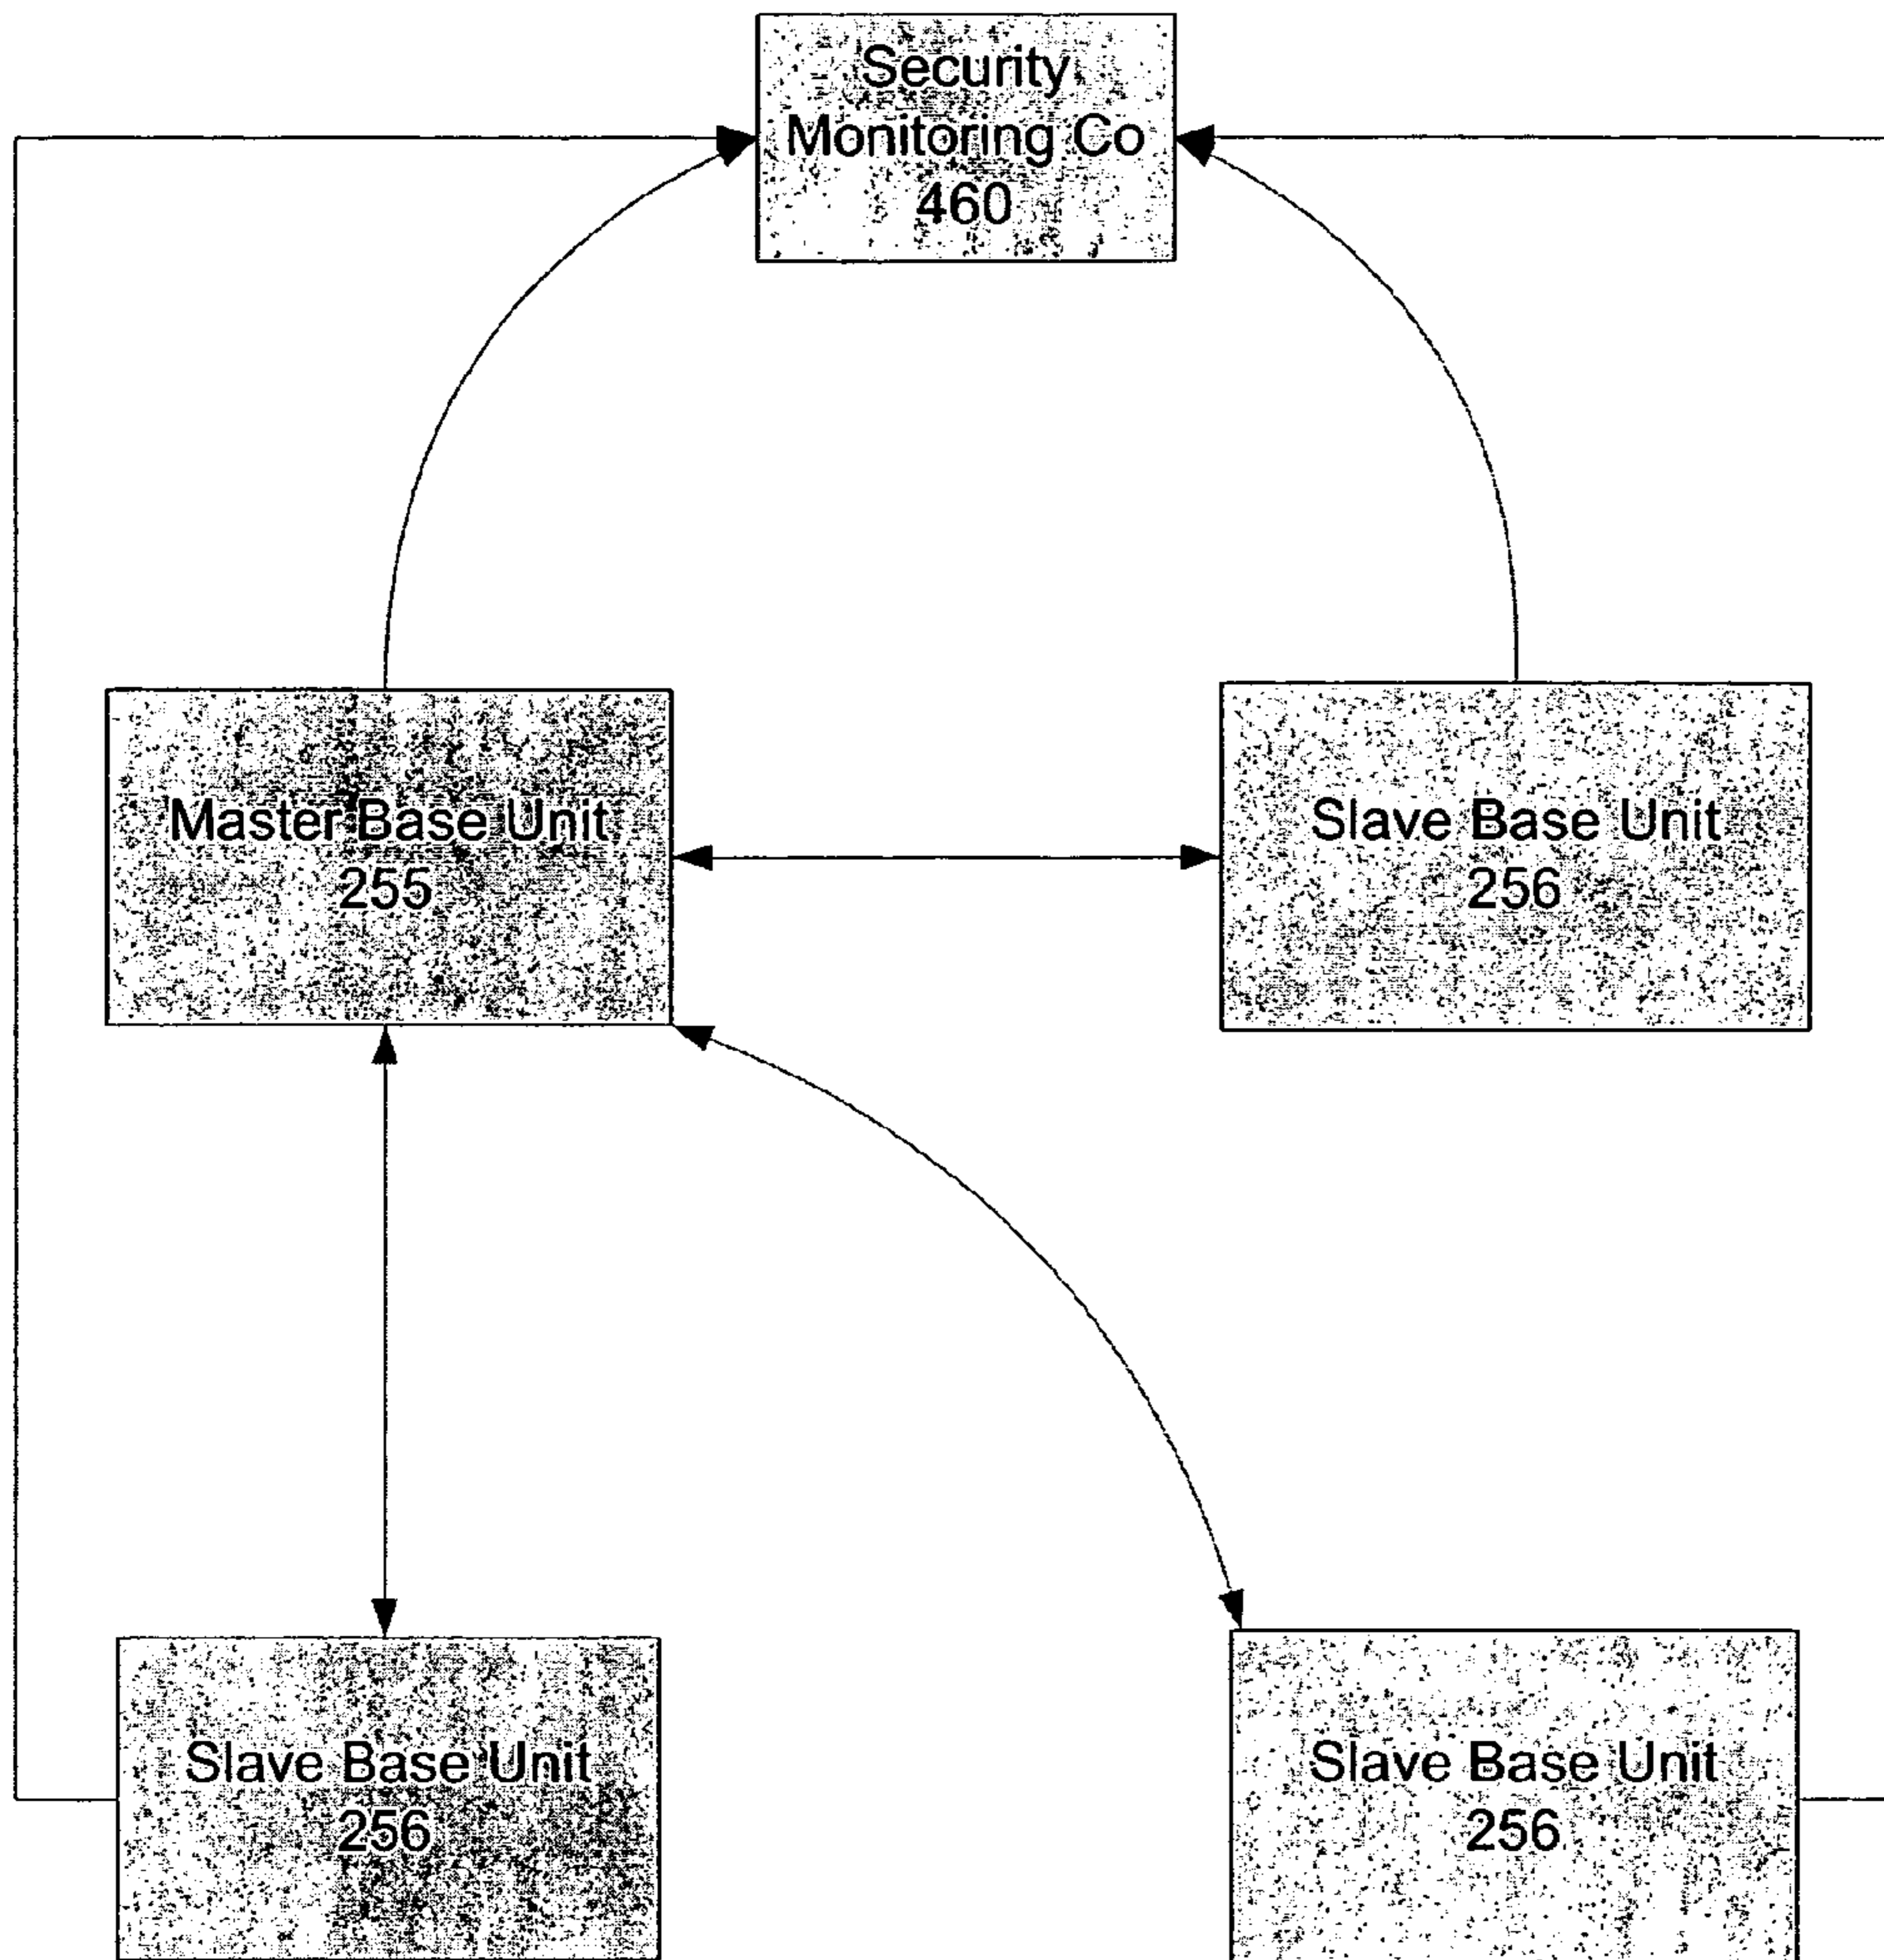 Security
Monitoring Co
460
Master Base Unit
255
Slave Base Unit
256
Slave Base Unit
256
Slave Base Unit
256